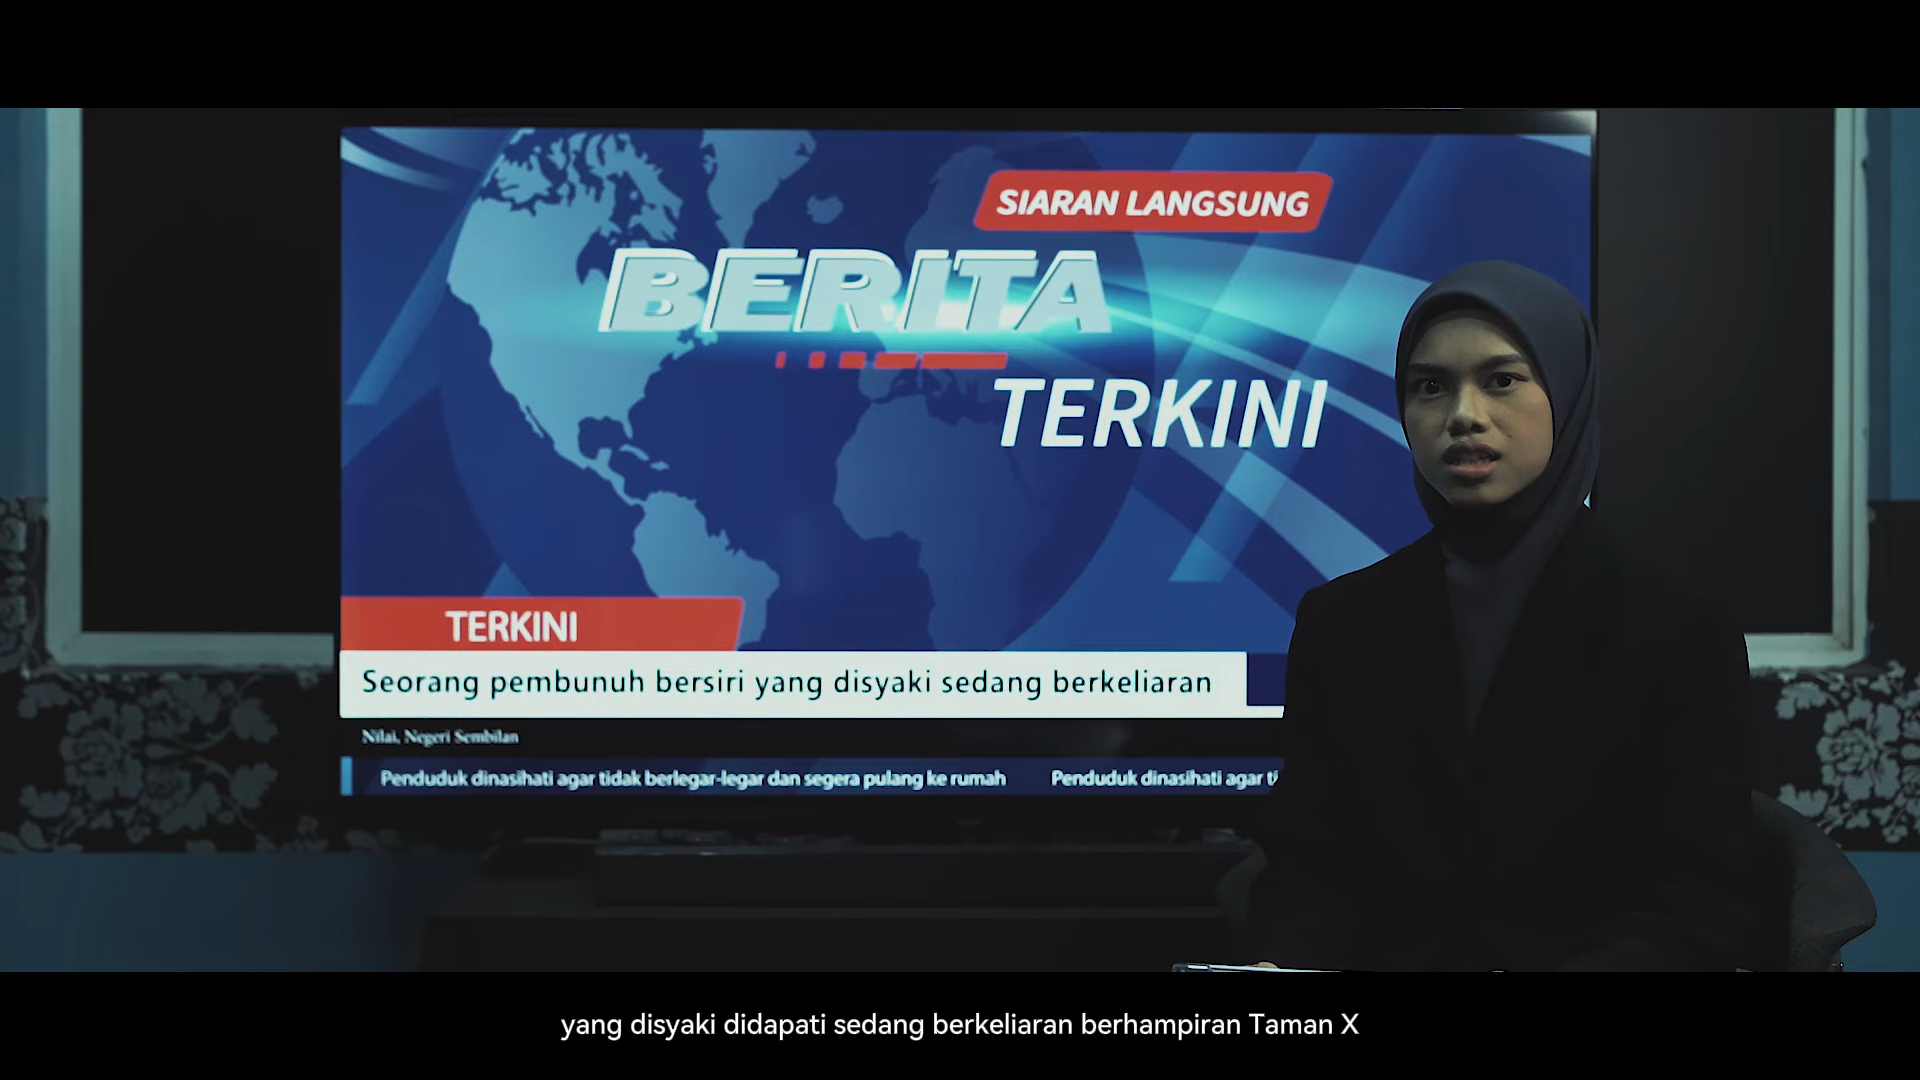 SIARAN LANGSUNG
BERITA
TERKINI
TERKINI
Seorang pembunuh bersiri yang disyaki sedang berkeliaran
Nilai, Negeri Sembilan
Penduduk dinasihati agar tidak berlegar-legar dan segera pulang ke rumah Penduduk dinasihati agar
yang disyaki didapati sedang berkeliaran berhampiran Taman X